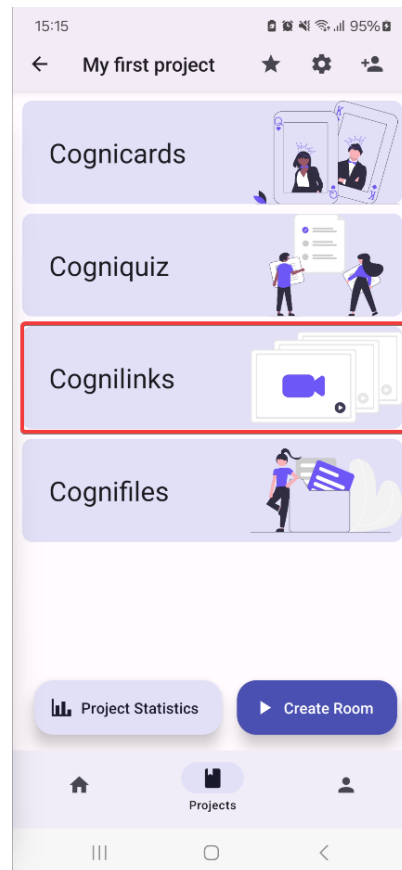 15:15
95%
My first project
Cognicards
Cogniquiz
Cognilinks
Cognifiles
Project Statistics
Create Room
Projects